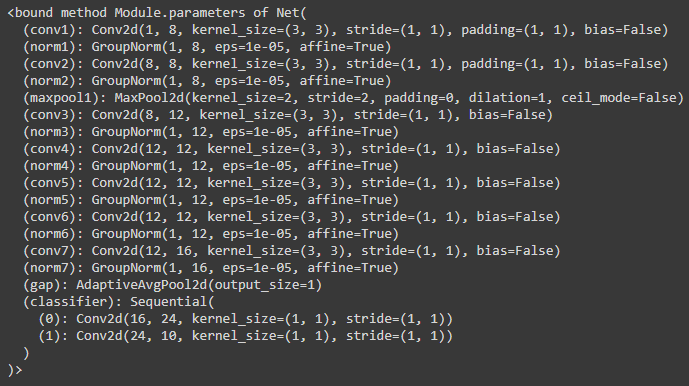 <bound method Module.parameters of Net(
  (conv1): Conv2d(1, 8, kernel_size=(3, 3), stride=(1, 1), padding=(1, 1), bias=False)
  (norm1): GroupNorm(1, 8, eps=1e-05, affine=True)
  (conv2): Conv2d(8, 8, kernel_size=(3, 3), stride=(1, 1), padding=(1, 1), bias=False)
  (norm2): GroupNorm(1, 8, eps=1e-05, affine=True)
  (maxpool1): MaxPool2d(kernel_size=2, stride=2, padding=0, dilation=1, ceil_mode=False)
  (conv3): Conv2d(8, 12, kernel_size=(3, 3), stride=(1, 1), bias=False)
  (norm3): GroupNorm(1, 12, eps=1e-05, affine=True)
  (conv4): Conv2d(12, 12, kernel_size=(3, 3), stride=(1, 1), bias=False)
  (norm4): GroupNorm(1, 12, eps=1e-05, affine=True)
  (conv5): Conv2d(12, 12, kernel_size=(3, 3), stride=(1, 1), bias=False)
  (norm5): GroupNorm(1, 12, eps=1e-05, affine=True)
  (conv6): Conv2d(12, 12, kernel_size=(3, 3), stride=(1, 1), bias=False)
  (norm6): GroupNorm(1, 12, eps=1e-05, affine=True)
  (conv7): Conv2d(12, 16, kernel_size=(3, 3), stride=(1, 1), bias=False)
  (norm7): GroupNorm(1, 16, eps=1e-05, affine=True)
  (gap): AdaptiveAvgPool2d(output_size=1)
  (classifier): Sequential(
    (0): Conv2d(16, 24, kernel_size=(1, 1), stride=(1, 1))
    (1): Conv2d(24, 10, kernel_size=(1, 1), stride=(1, 1))
  )
)>